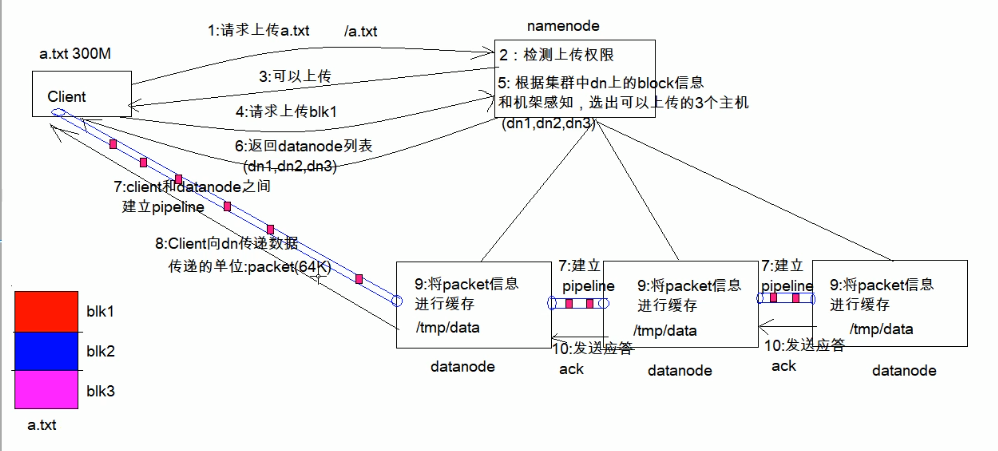 namenode
1:请求上传a.txt /a.txt
a.txt 300M
Client
2：检测上传权限
3:可以上传
5: 根据集群中dn上的block信息
和机架感知，选出可以上传的3个主机
(dn1,dn2,dn3)
4:请求上传blk1
6:返回datanode列表
(dn1,dn2,dn3)
7:client和datanode之间
建立pipeline
8:Client向dn传递数据
传递的单位:packet(64K)
9:将packet信息
进行缓存
/tmp/data
datanode
7:建立
pipeline
10:发送应答
ack
9:将packet信息
进行缓存
/tmp/data
datanode
7:建立
pipeline
10:发送应答
ack
9:将packet信息
进行缓存
/tmp/data
datanode
blk1
blk2
blk3
a.txt